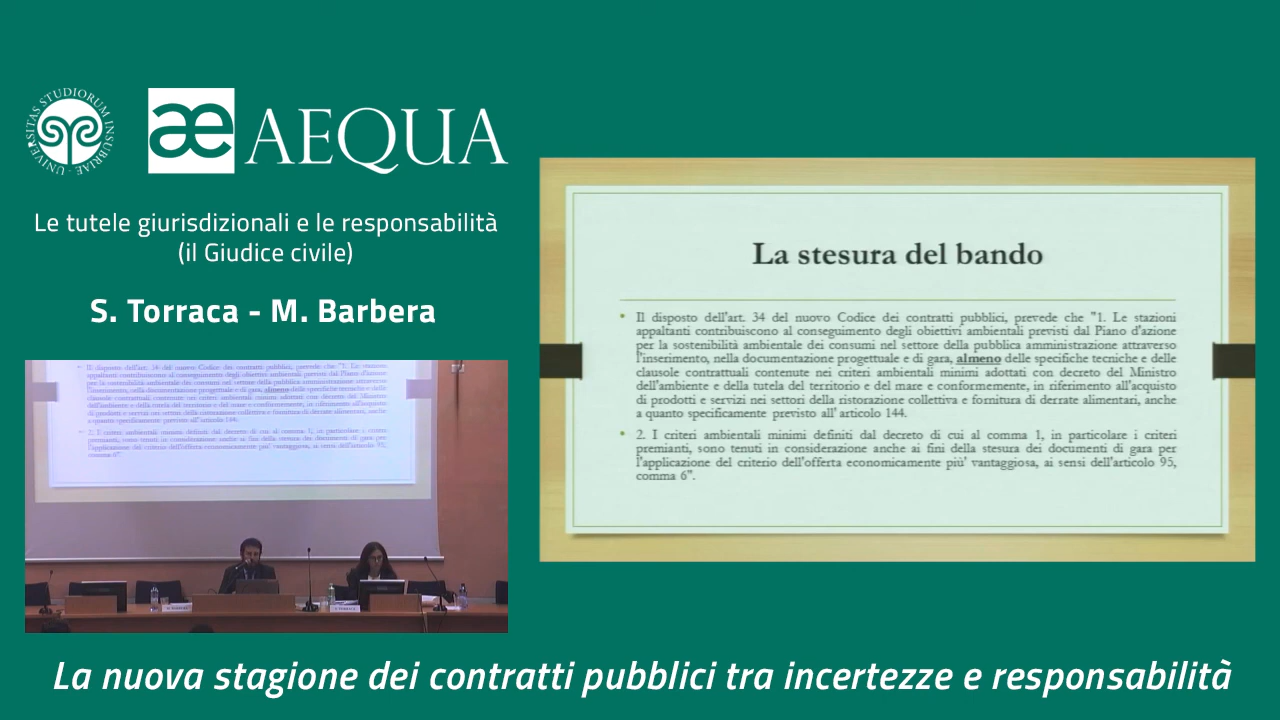 UNIVERSITAS STUDIORUM INSUBRIAE
æ AEQUA
Le tutele giurisdizionali e le responsabilità
(il Giudice civile)
S. Torraca - M. Barbera
La stesura del bando
Il disposto dell'art. 34 del nuovo Codice dei contratti pubblici, prevede che "1. Le stazioni
appaltanti contribuiscono al conseguimento degli obiettivi ambientali previsti dal Piano d'azione
per la sostenibilità ambientale dei consumi nel settore della pubblica amministrazione attraverso
l'inserimento, nella documentazione progettuale e di gara, almeno delle specifiche tecniche e delle
clausole contrattuali contenute nei criteri ambientali minimi adottati con decreto del Ministro
dell'ambiente e della tutela del territorio e del mare e conformemente, in riferimento all'acquisto
di prodotti e servizi nei settori della ristorazione collettiva e fornitura di derrate alimentari, anche
a quanto specificamente previsto all' articolo 144.
2. I criteri ambientali minimi definiti dal decreto di cui al comma 1, in particolare i criteri
premianti, sono tenuti in considerazione anche ai fini della stesura dei documenti di gara per
l'applicazione del criterio dell'offerta economicamente più' vantaggiosa, ai sensi dell'articolo 95,
comma 6".
La nuova stagione dei contratti pubblici tra incertezze e responsabilità